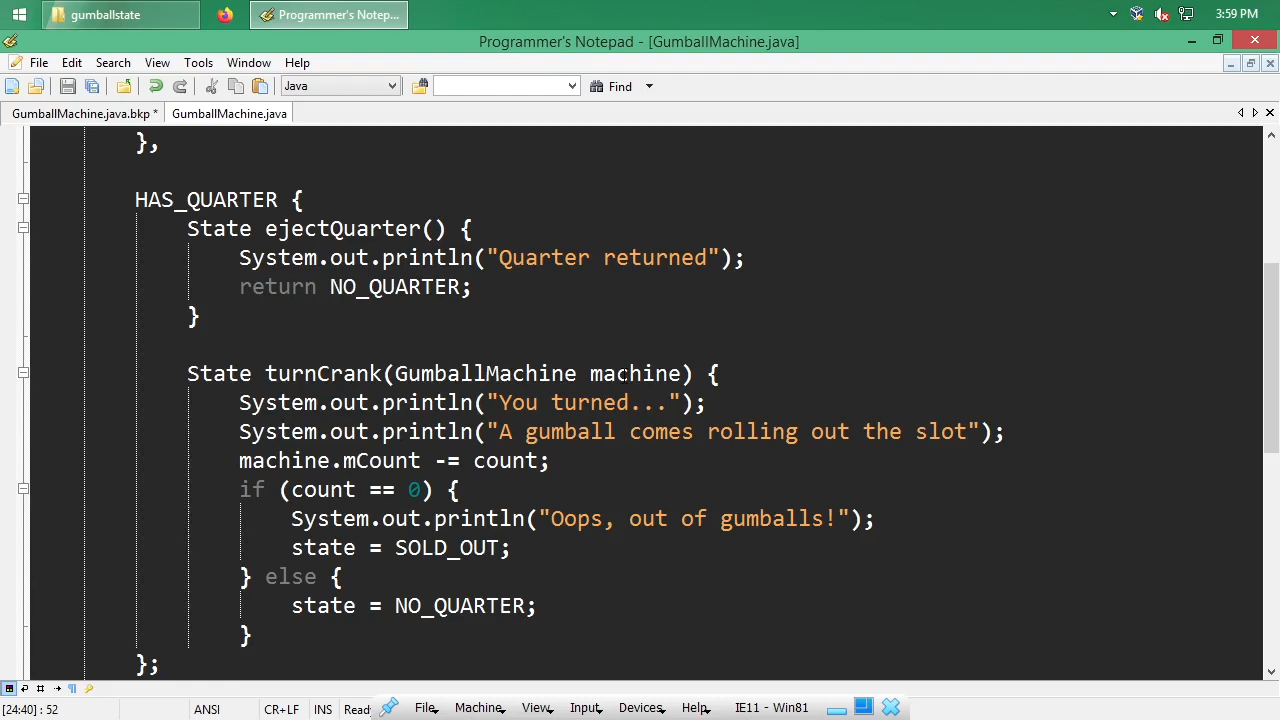 gumballstate
Programmer's Notep...
3:59 PM
Programmer's Notepad - [GumballMachine.java]
File Edit Search View Tools Window Help
Java
Find
GumballMachine.java.bkp *
GumballMachine.java
},
HAS_QUARTER {
State ejectQuarter() {
System.out.println("Quarter returned");
return NO_QUARTER;
}
State turnCrank(GumballMachine machine) {
System.out.println("You turned...");
System.out.println("A gumball comes rolling out the slot");
machine.mCount -= count;
if (count == 0) {
System.out.println("Oops, out of gumballs!");
state = SOLD_OUT;
} else {
state = NO_QUARTER;
}
};
[24:40] : 52 ANSI CR+LF INS Ready
File Machine View Input Devices Help IE11 - Win81